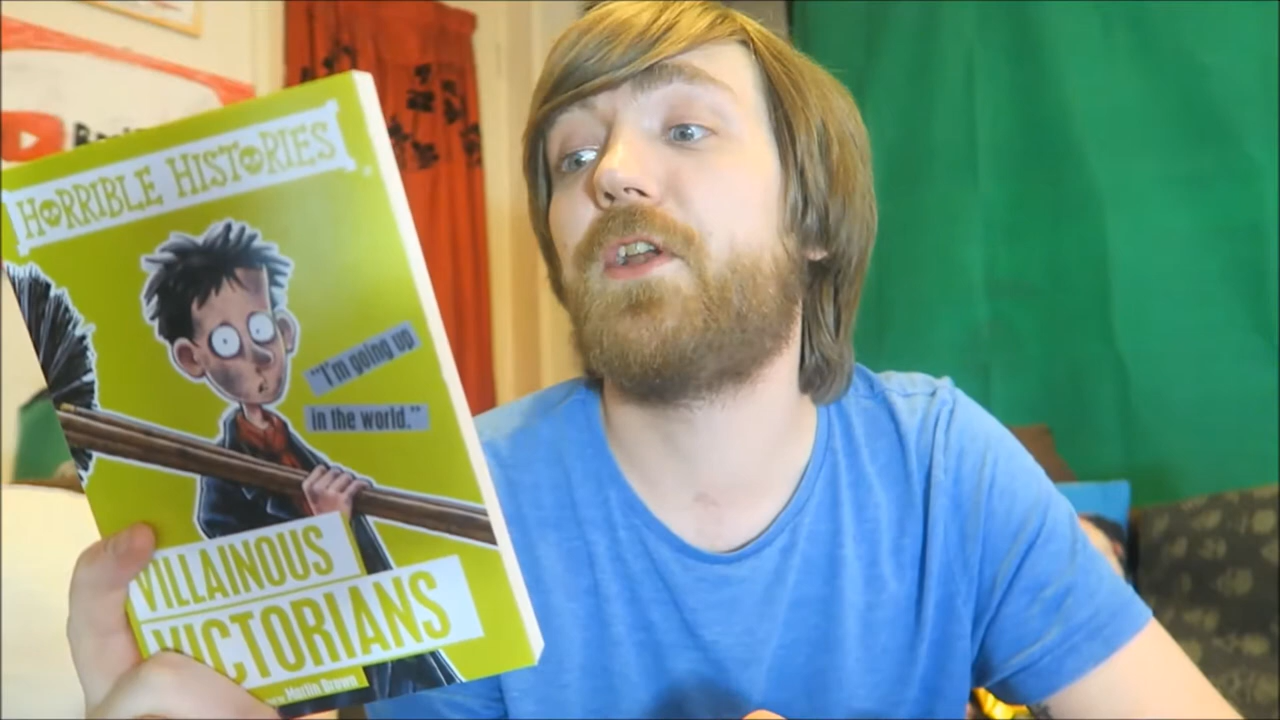 HORRIBLE HISTORIES
"I'm going up
in the world."
VILLAINOUS
VICTORIANS
Martin Brown